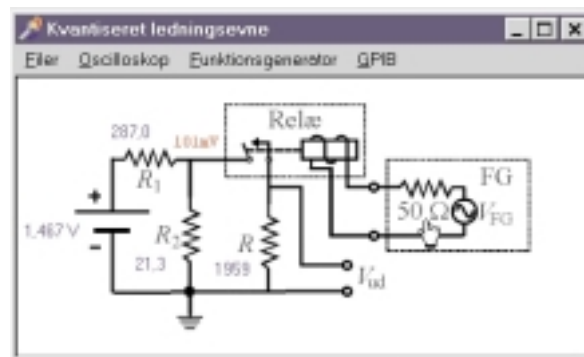 Kvantiseret ledningsevne
Eiler Oscilloskop Funktionsgenerator GPIB
Relæ
287,0
101mV
R1
FG
50 Ω
VFG
1,467 V
R2
R
21,3
1959
Vud